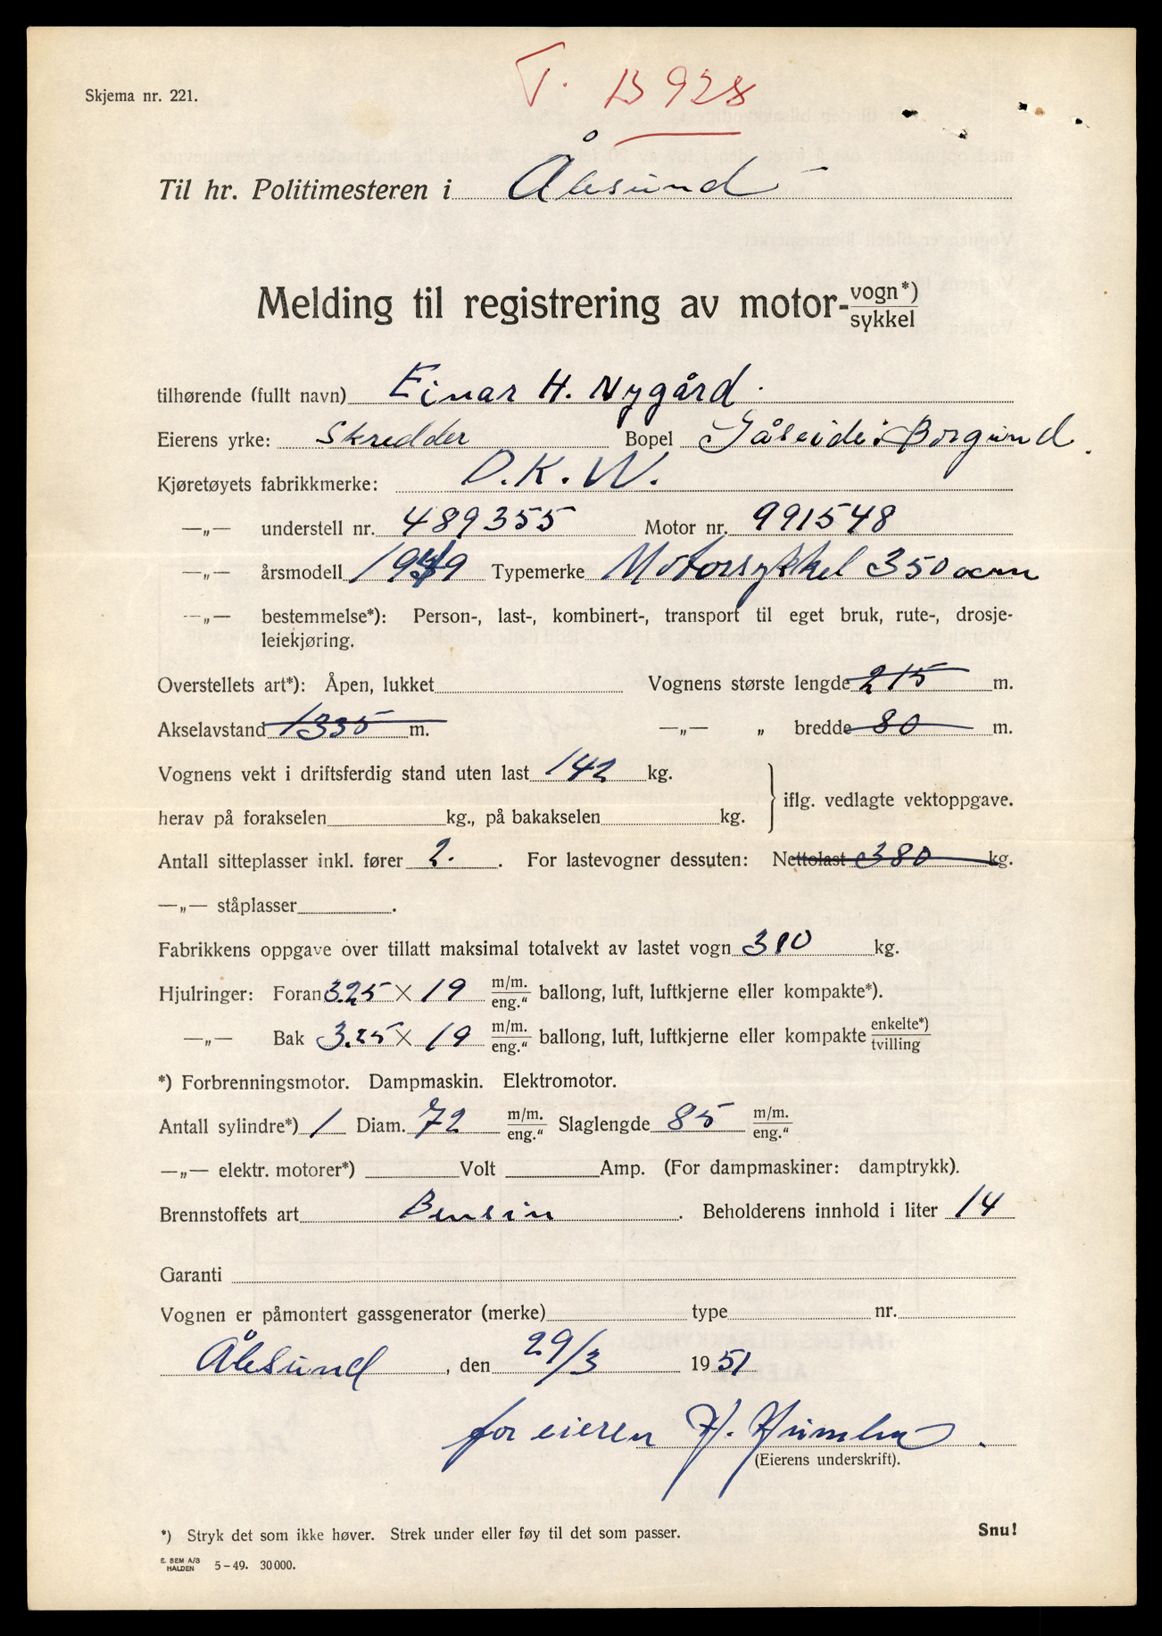 T. B 928
Skjema nr. 221.
Til hr. Politimesteren i Ålesund
Melding til registrering av motor-vogn*)
sykkel
tilhørende (fullt navn) Einar H. Nygård.
Eierens yrke: Skredder Bopel Gåseide i Borgund.
Kjøretøyets fabrikkmerke: D.K.W.
—„— understell nr. 489355 Motor nr. 991548
—„— årsmodell 1949 Typemerke Motorsykkel 350 ccm
—„— bestemmelse*): Person-, last-, kombinert-, transport til eget bruk, rute-, drosje-
leiekjøring.
Overstellets art*): Åpen, lukket Vognens største lengde 215 m.
Akselavstand 1335 m. —„— „ bredde 80 m.
Vognens vekt i driftsferdig stand uten last 142 kg.
iflg. vedlagte vektoppgave.
herav på forakselen kg., på bakakselen kg.
Antall sitteplasser inkl. fører 2. . For lastevogner dessuten: Nettolast 380 kg.
—„— ståplasser .
Fabrikkens oppgave over tillatt maksimal totalvekt av lastet vogn 310 kg.
Hjulringer: Foran 3.25 × 19 m/m. eng.“ ballong, luft, luftkjerne eller kompakte*).
—„— Bak 3.25 × 19 m/m. eng.“ ballong, luft, luftkjerne eller kompakte enkelte*) tvilling
*) Forbrenningsmotor. Dampmaskin. Elektromotor.
Antall sylindre*) 1 Diam. 72 m/m. eng.“ Slaglengde 85 m/m. eng.“
—„— elektr. motorer*) Volt Amp. (For dampmaskiner: damptrykk).
Brennstoffets art Bensin . Beholderens innhold i liter 14
Garanti
Vognen er påmontert gassgenerator (merke) type nr.
Ålesund, den 29/3 1951
for eieren H.
(Eierens underskrift).
*) Stryk det som ikke høver. Strek under eller føy til det som passer.
Snu!
E. SEM A/S
HALDEN 5-49. 30000.